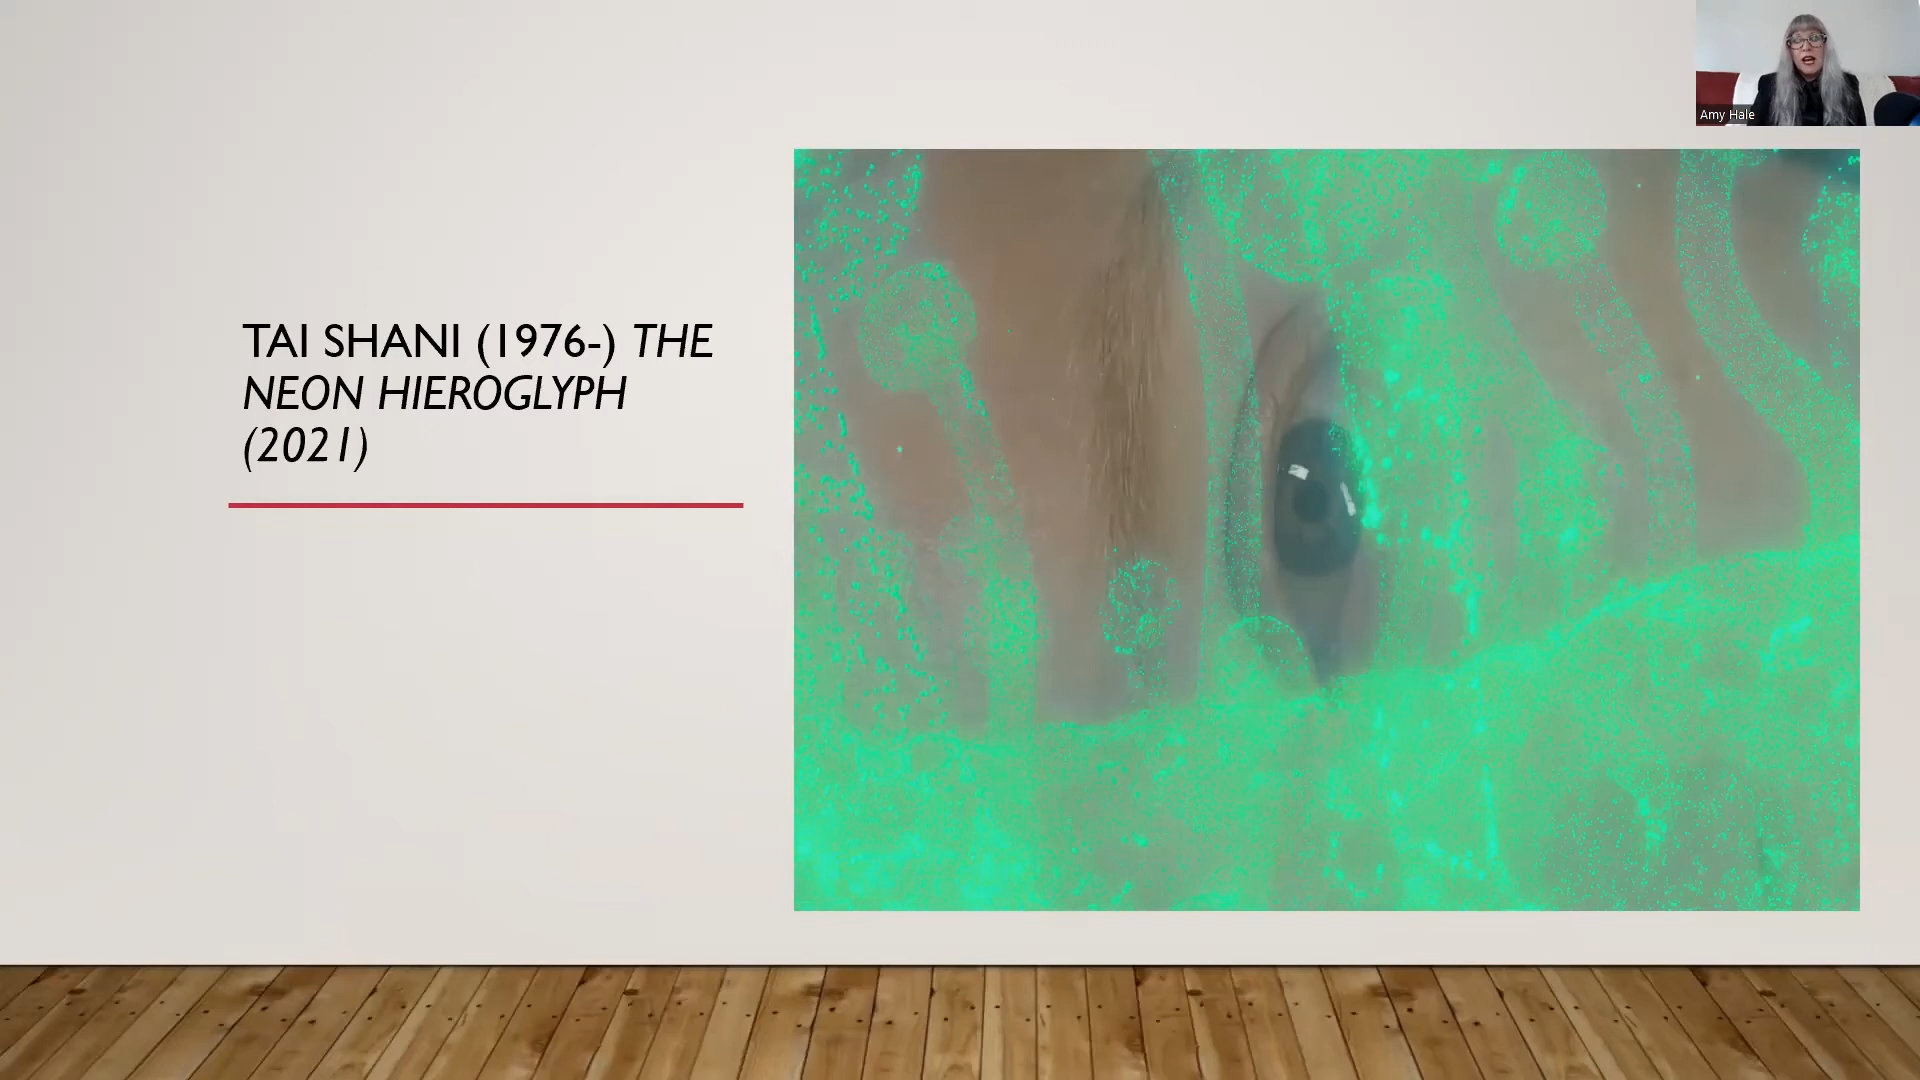 TAI SHANI (1976-) THE
NEON HIEROGLYPH
(2021)
Amy Hale